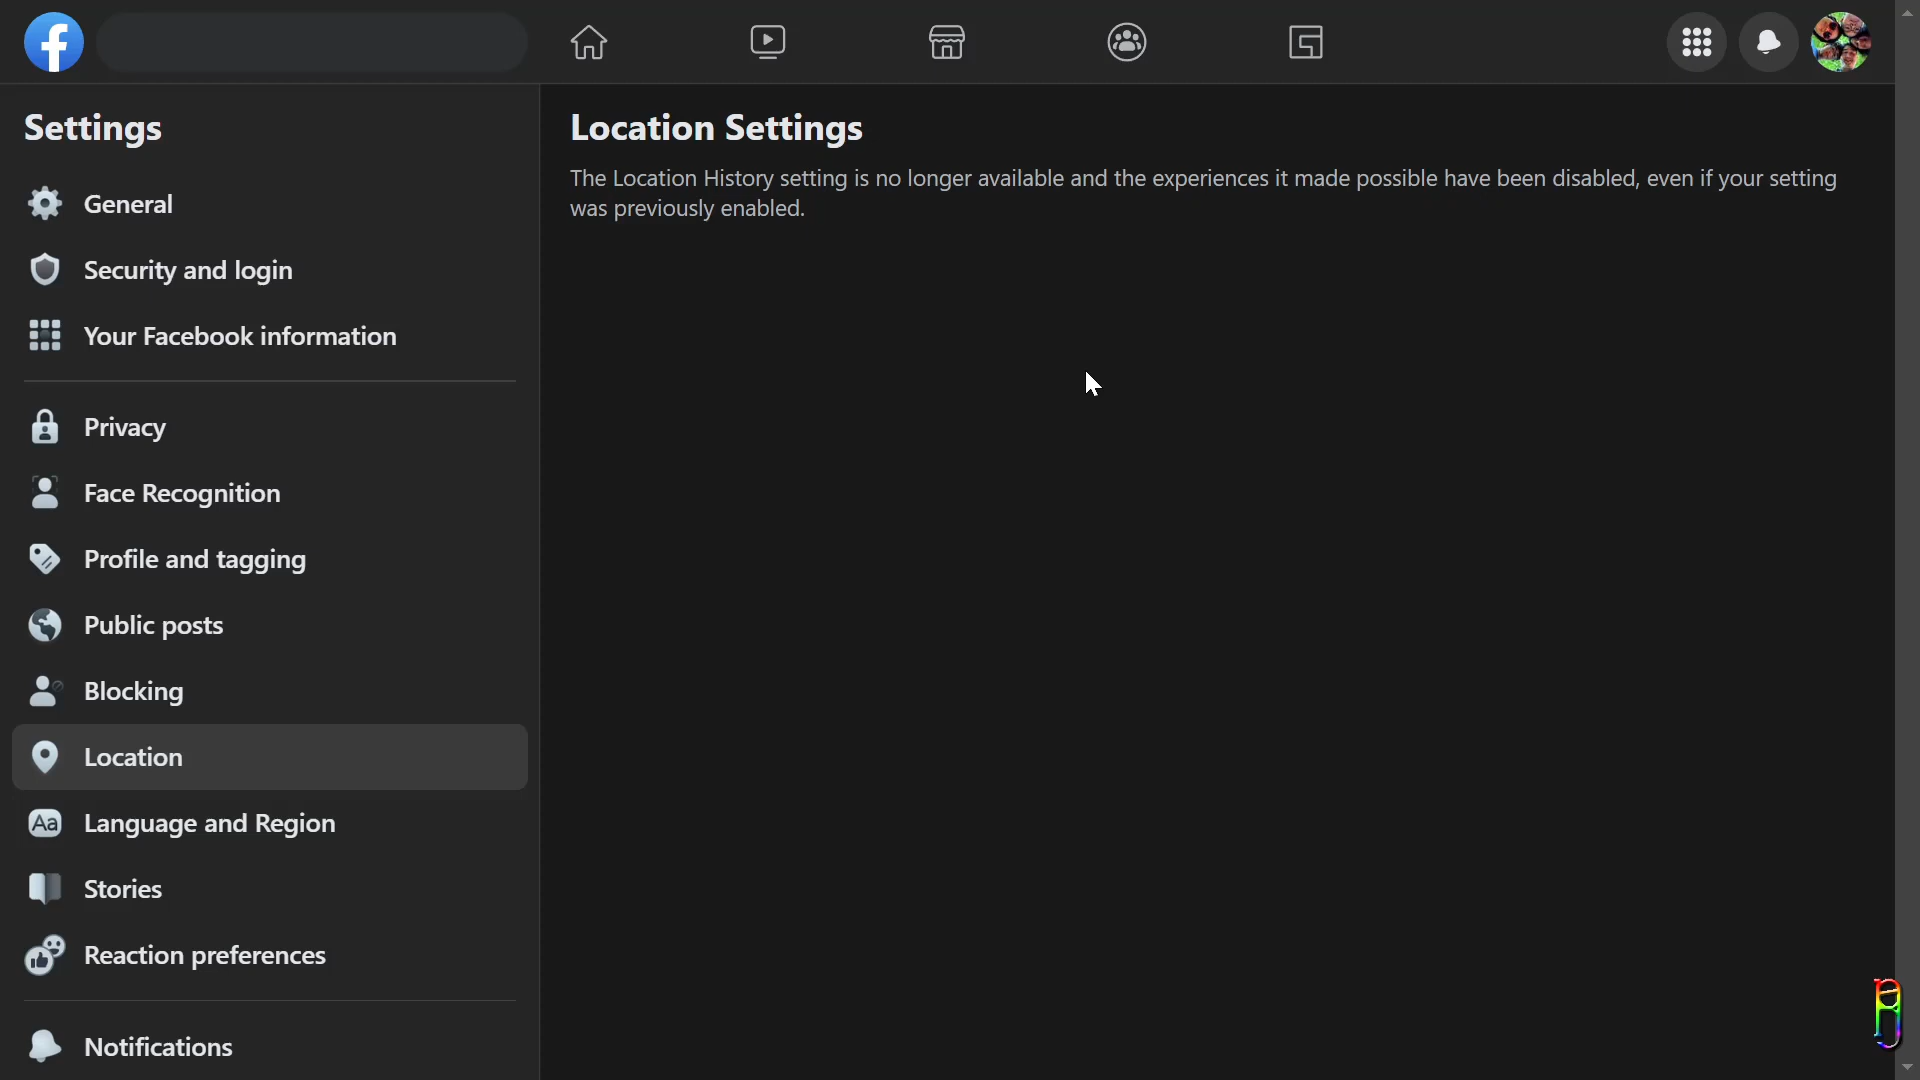 Settings
General
Security and login
Your Facebook information
Privacy
Face Recognition
Profile and tagging
Public posts
Blocking
Location
Aa Language and Region
Stories
Reaction preferences
Notifications
Location Settings
The Location History setting is no longer available and the experiences it made possible have been disabled, even if your setting
was previously enabled.